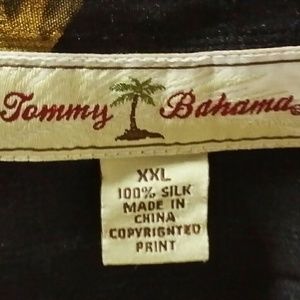 Tommy Bahama
XXL
100% SILK
MADE IN
CHINA
COPYRIGHTED
PRINT